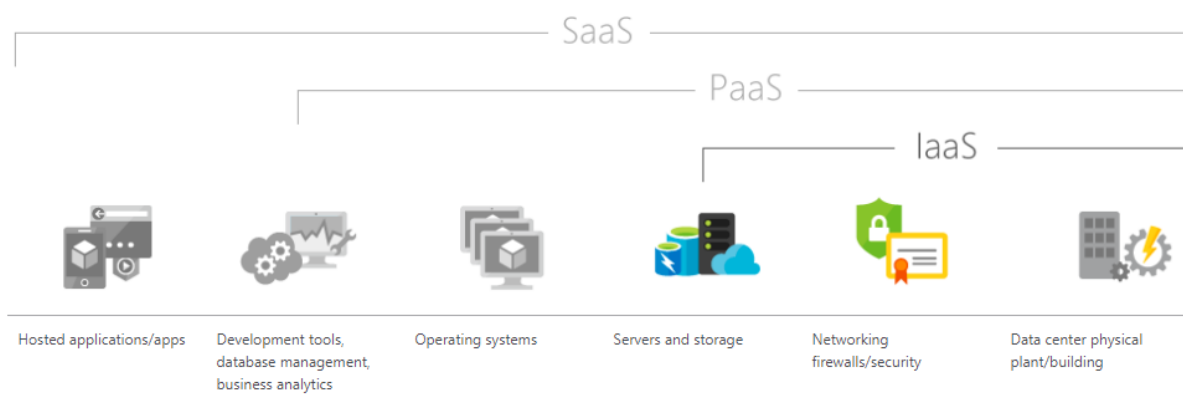 SaaS
PaaS
IaaS
Hosted applications/apps
Development tools,
database management,
business analytics
Operating systems
Servers and storage
Networking
firewalls/security
Data center physical
plant/building